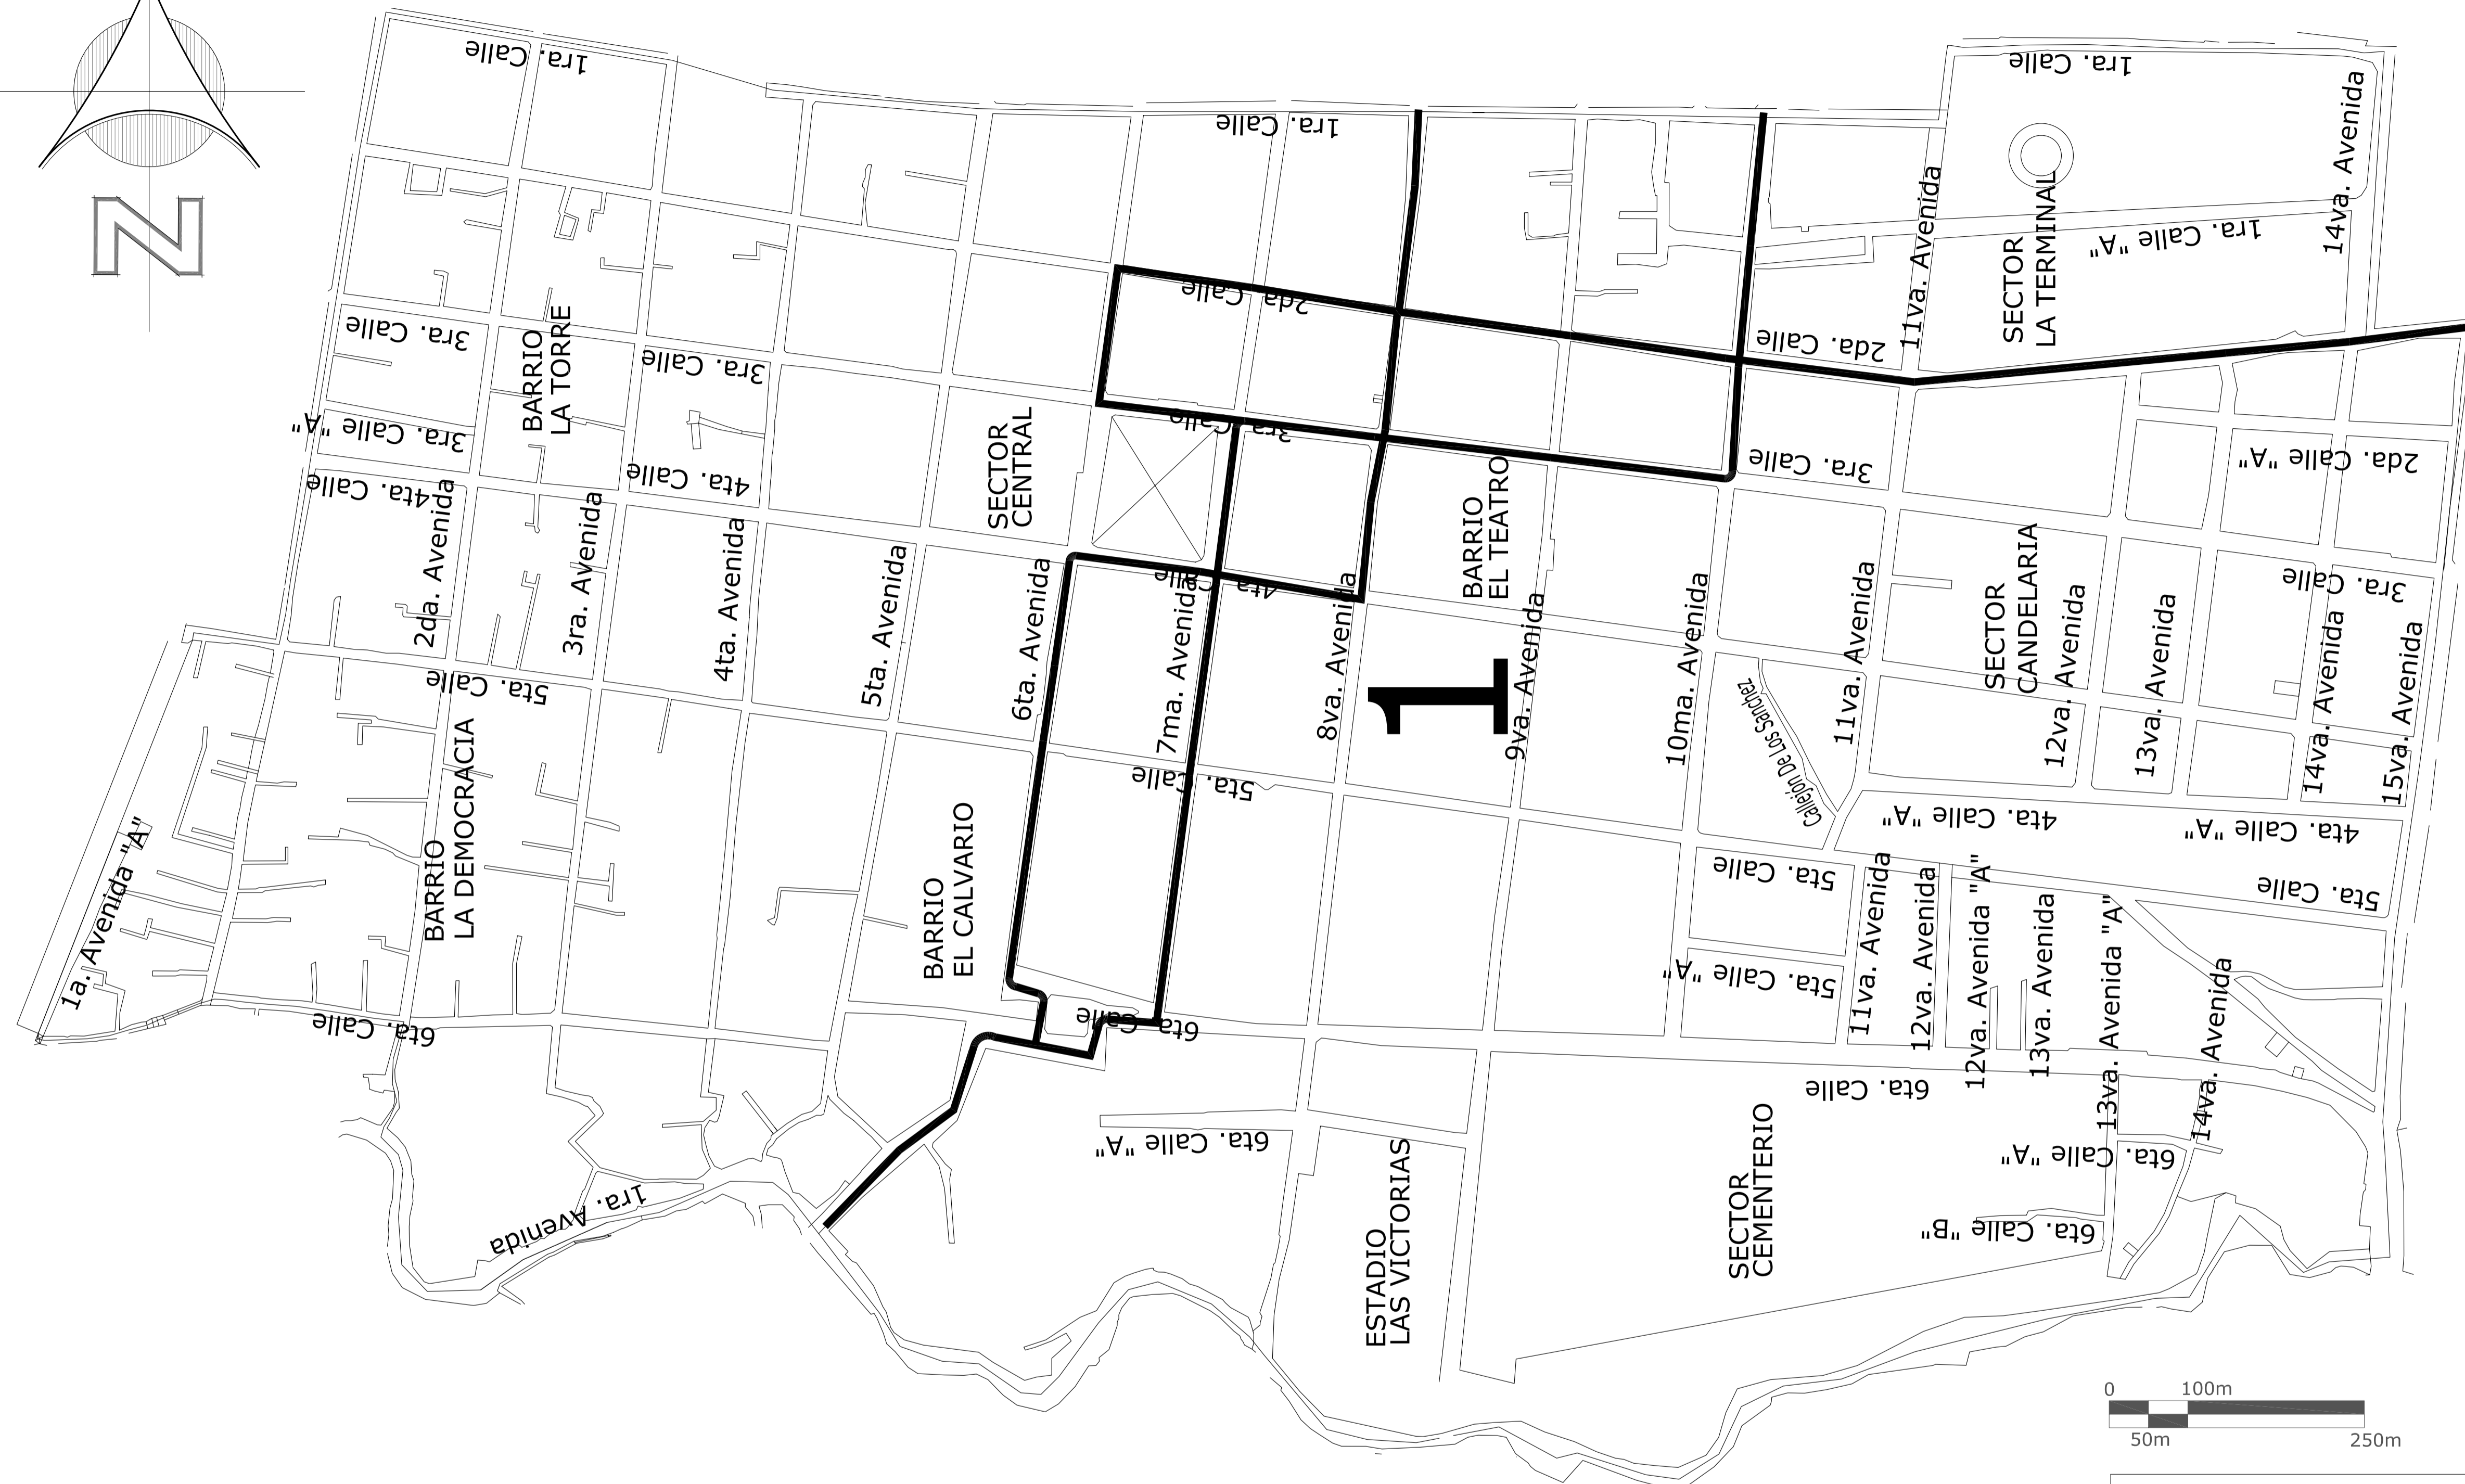 N
1ra. Calle
1ra. Calle
1ra. Calle
14va. Avenida
11va. Avenida
SECTOR
LA TERMINAL
1ra. Calle "A"
2da. Calle
2da. Calle
3ra. Calle
BARRIO
LA TORRE
3ra. Calle
3ra. Calle "A"
3ra. Calle
3ra. Calle
2da. Calle "A"
4ta. Calle
4ta. Calle
SECTOR
CENTRAL
BARRIO
EL TEATRO
4ta. Calle
3ra. Calle
2da. Avenida
3ra. Avenida
4ta. Avenida
5ta. Avenida
6ta. Avenida
7ma. Avenida
8va. Avenida
1
9va. Avenida
10ma. Avenida
Callejón De Los Sanchez
11va. Avenida
SECTOR
CANDELARIA
12va. Avenida
13va. Avenida
14va. Avenida
15va. Avenida
5ta. Calle
5ta. Calle
4ta. Calle "A"
4ta. Calle "A"
1a. Avenida "A"
BARRIO
LA DEMOCRACIA
BARRIO
EL CALVARIO
5ta. Calle
5ta. Calle
5ta. Calle "A"
11va. Avenida
12va. Avenida
12va. Avenida "A"
13va. Avenida
13va. Avenida "A"
14va. Avenida
6ta. Calle
6ta. Calle
6ta. Calle
6ta. Calle "A"
6ta. Calle "A"
6ta. Calle "B"
1ra. Avenida
ESTADIO
LAS VICTORIAS
SECTOR
CEMENTERIO
0 100m
50m 250m